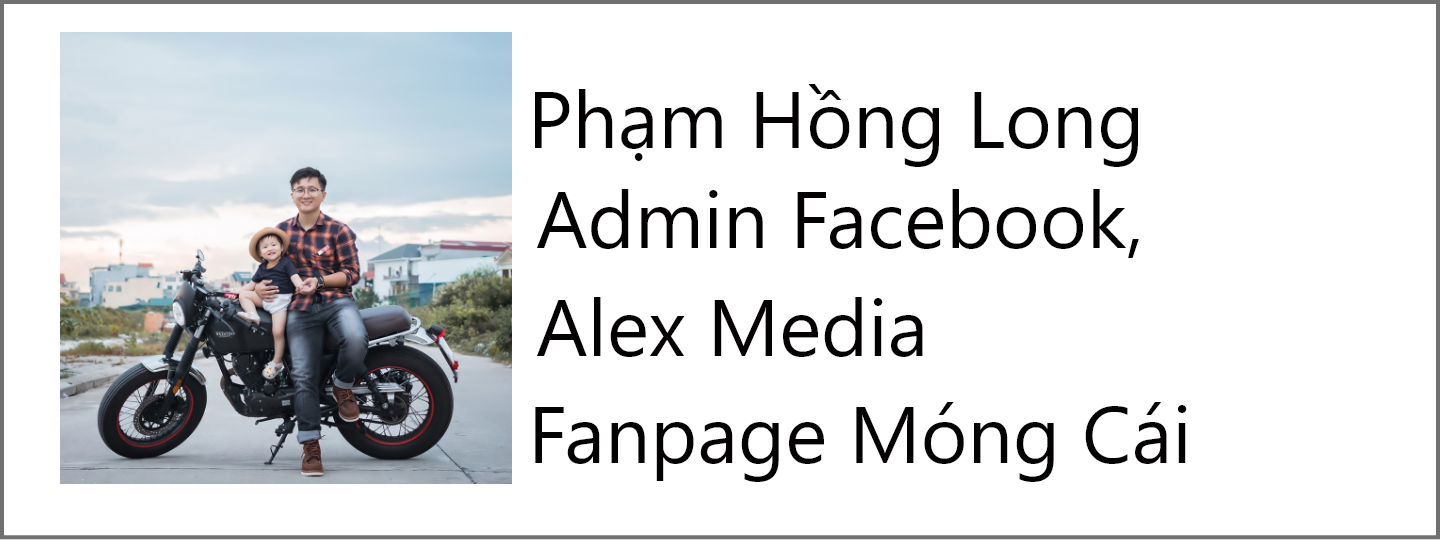 Phạm Hồng Long
Admin Facebook,
Alex Media
Fanpage Móng Cái